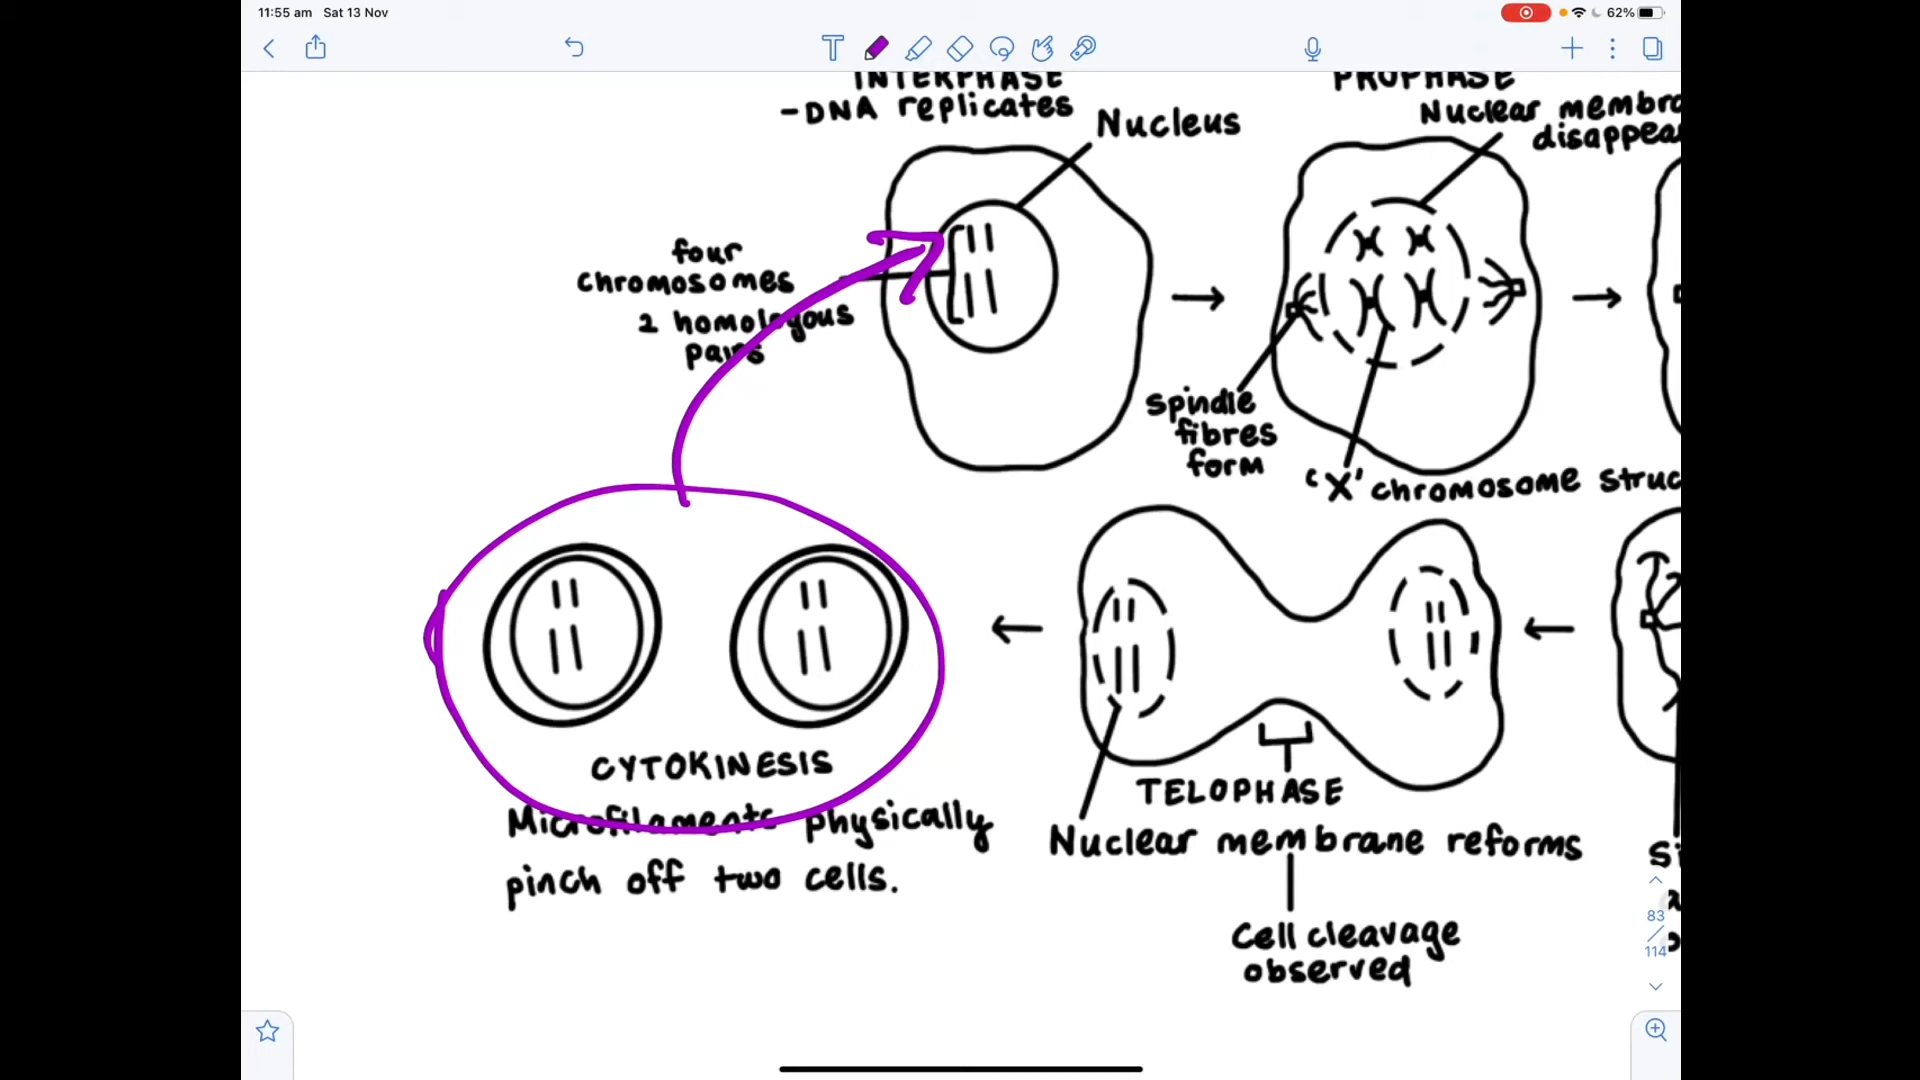 11:55 am Sat 13 Nov
62%
INTERPHASE
PROPHASE
-DNA replicates
Nucleus
Nuclear membra
disappea
four
chromosomes
2 homologous
pairs
spindle
fibres
form
'X' chromosome struc
CYTOKINESIS
Microfilaments physically
pinch off two cells.
TELOPHASE
Nuclear membrane reforms
Cell cleavage
observed
Si
a
83
114